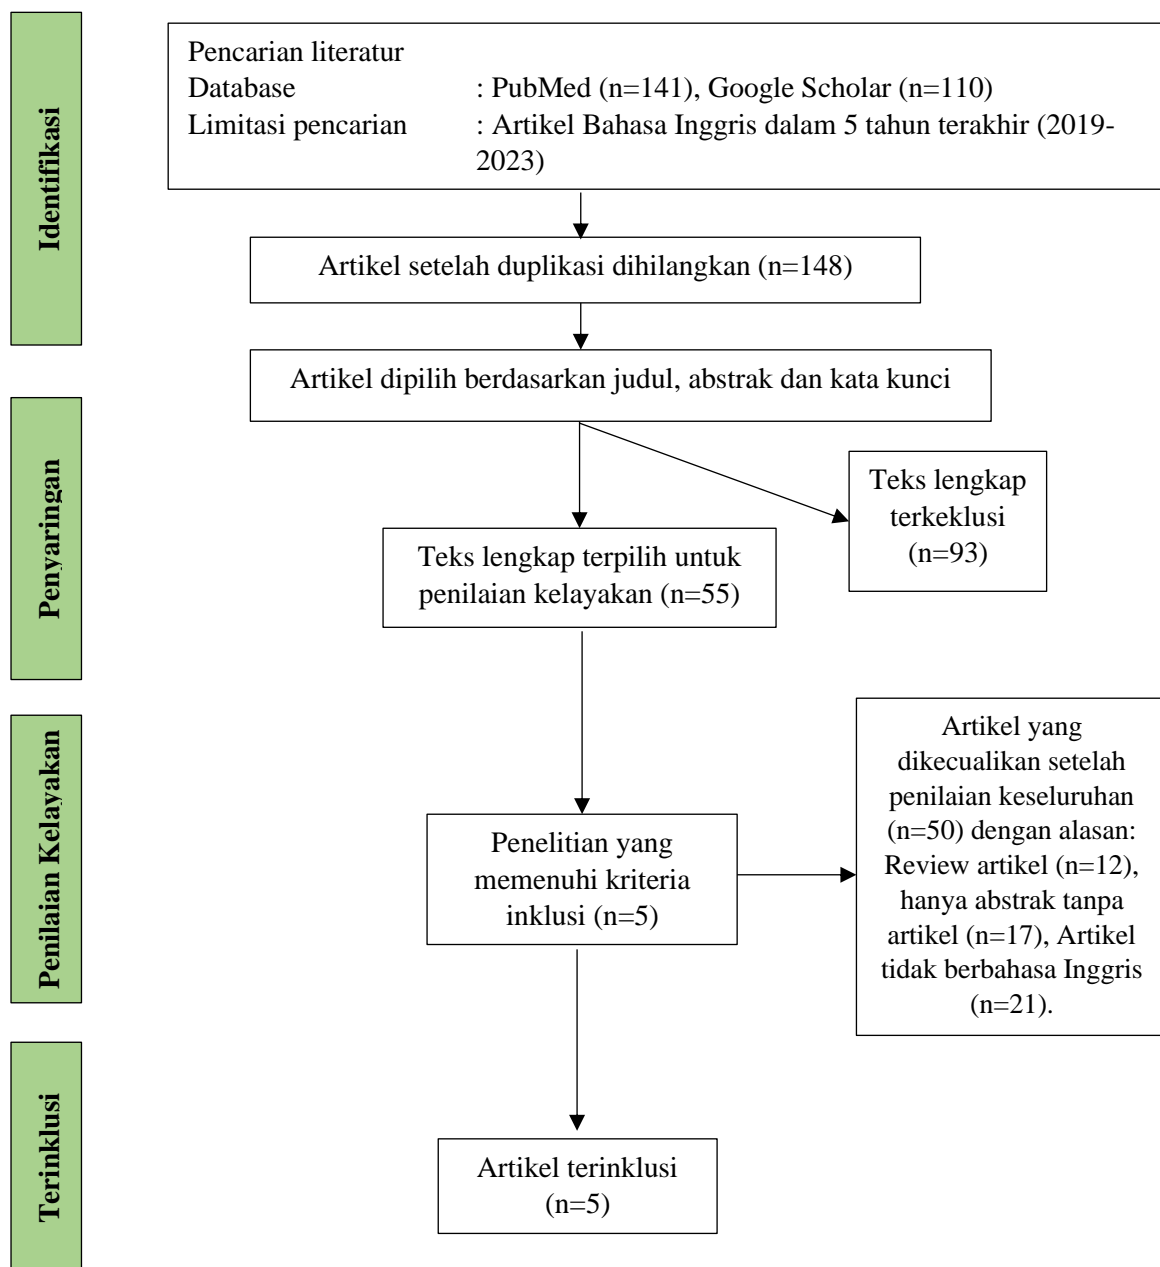 Identifikasi
Pencarian literatur
Database : PubMed (n=141), Google Scholar (n=110)
Limitasi pencarian : Artikel Bahasa Inggris dalam 5 tahun terakhir (2019-
2023)
Artikel setelah duplikasi dihilangkan (n=148)
Artikel dipilih berdasarkan judul, abstrak dan kata kunci
Penyaringan
Teks lengkap
terkeklusi
(n=93)
Teks lengkap terpilih untuk
penilaian kelayakan (n=55)
Penilaian Kelayakan
Penelitian yang
memenuhi kriteria
inklusi (n=5)
Artikel yang
dikecualikan setelah
penilaian keseluruhan
(n=50) dengan alasan:
Review artikel (n=12),
hanya abstrak tanpa
artikel (n=17), Artikel
tidak berbahasa Inggris
(n=21).
Terinklusi
Artikel terinklusi
(n=5)